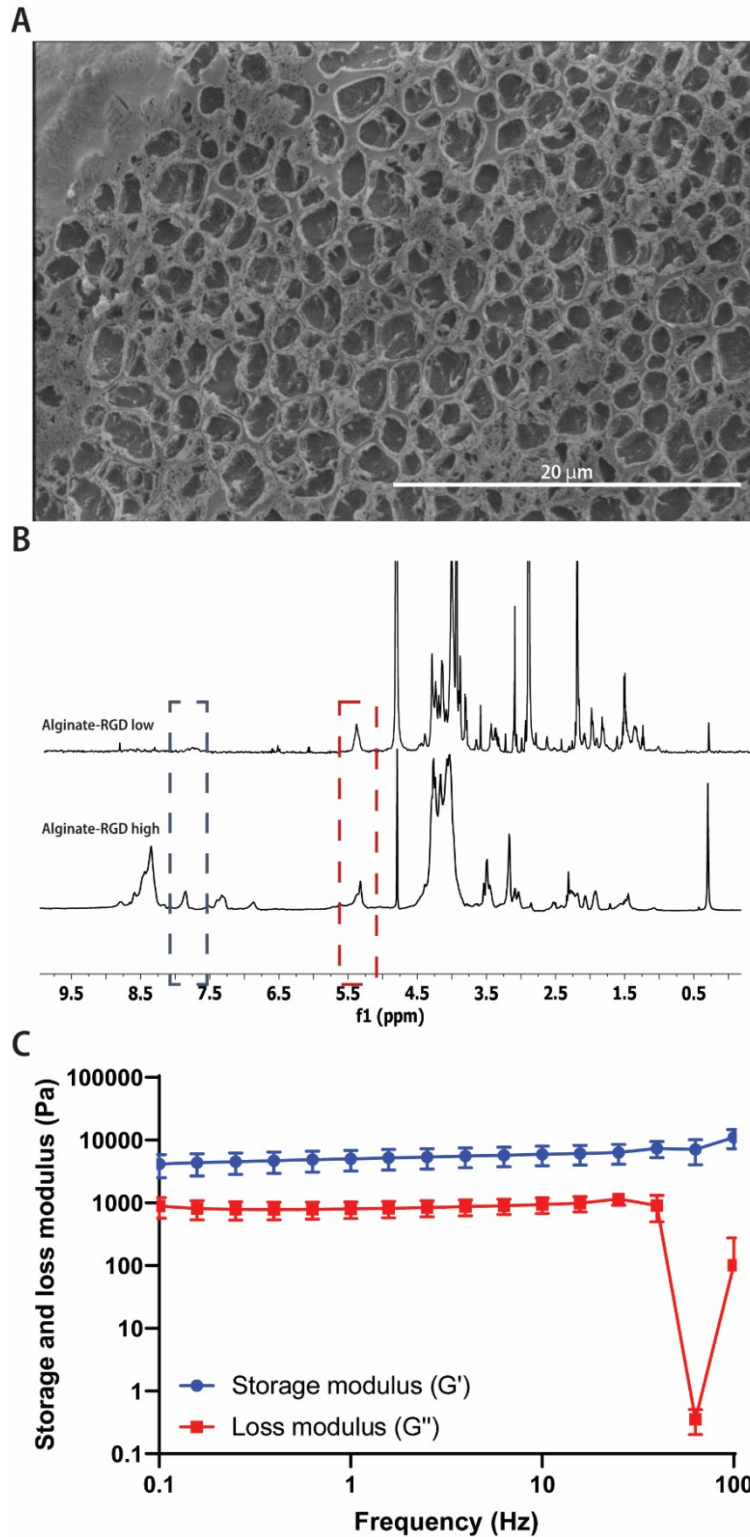 A
20 µm
B
Alginate-RGD low
Alginate-RGD high
9.5 8.5 7.5 6.5 5.5 4.5 3.5 2.5 1.5 0.5
f1 (ppm)
C
Storage and loss modulus (Pa)
100000
10000
1000
100
10
1
0.1
Storage modulus (G')
Loss modulus (G'')
0.1 1 10 100
Frequency (Hz)